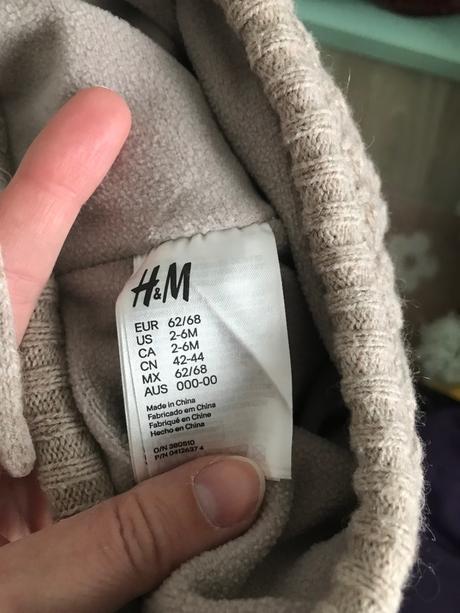 H&M
EUR 62/68
US 2-6M
CA 2-6M
CN 42-44
MX 62/68
AUS 000-00
Made in China
Fabricado em China
Fabriqué en Chine
Hecho en China
O/N 380510
P/N 0412637 4